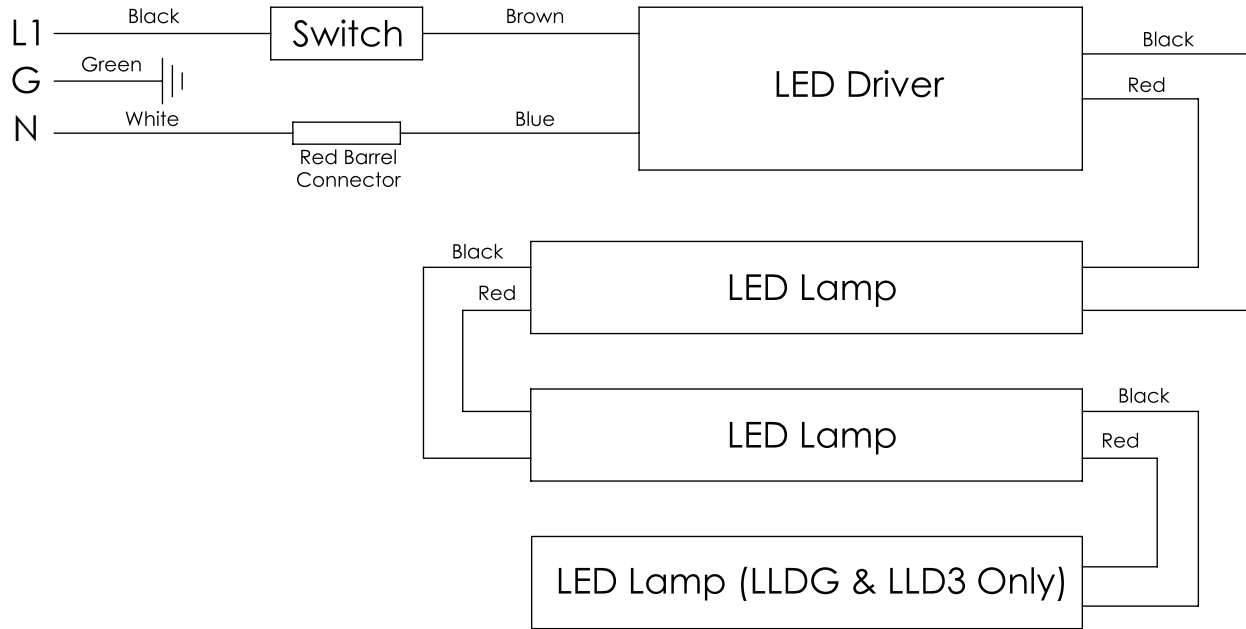 L1
Black
Switch
Brown
LED Driver
Black
G
Green
Red
N
White
Red Barrel
Connector
Blue
Black
Red
LED Lamp
LED Lamp
Black
Red
LED Lamp (LLDG & LLD3 Only)